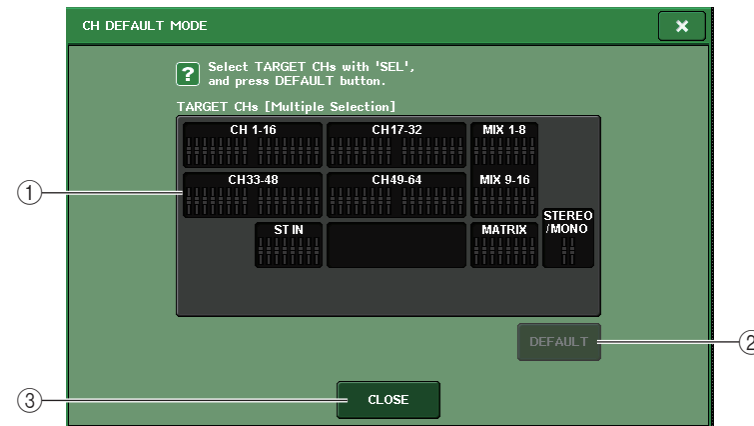 CH DEFAULT MODE
×
? Select TARGET CHs with 'SEL',
and press DEFAULT button.
TARGET CHs [Multiple Selection]
CH 1-16 CH17-32 MIX 1-8
① CH33-48 CH49-64 MIX 9-16
STEREO
/MONO
ST IN MATRIX
DEFAULT ②
③ CLOSE